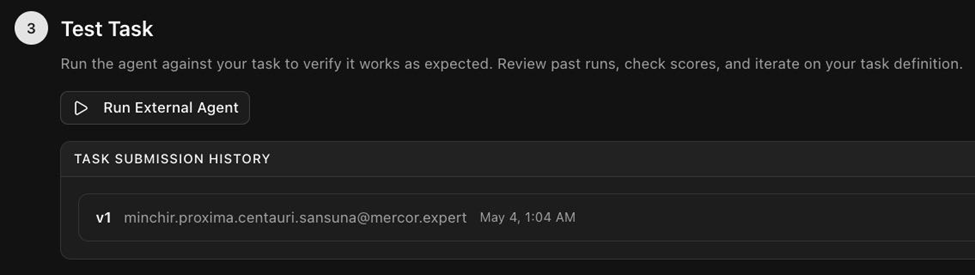 3
Test Task
Run the agent against your task to verify it works as expected. Review past runs, check scores, and iterate on your task definition.
Run External Agent
TASK SUBMISSION HISTORY
v1 minchir.proxima.centauri.sansuna@mercor.expert May 4, 1:04 AM